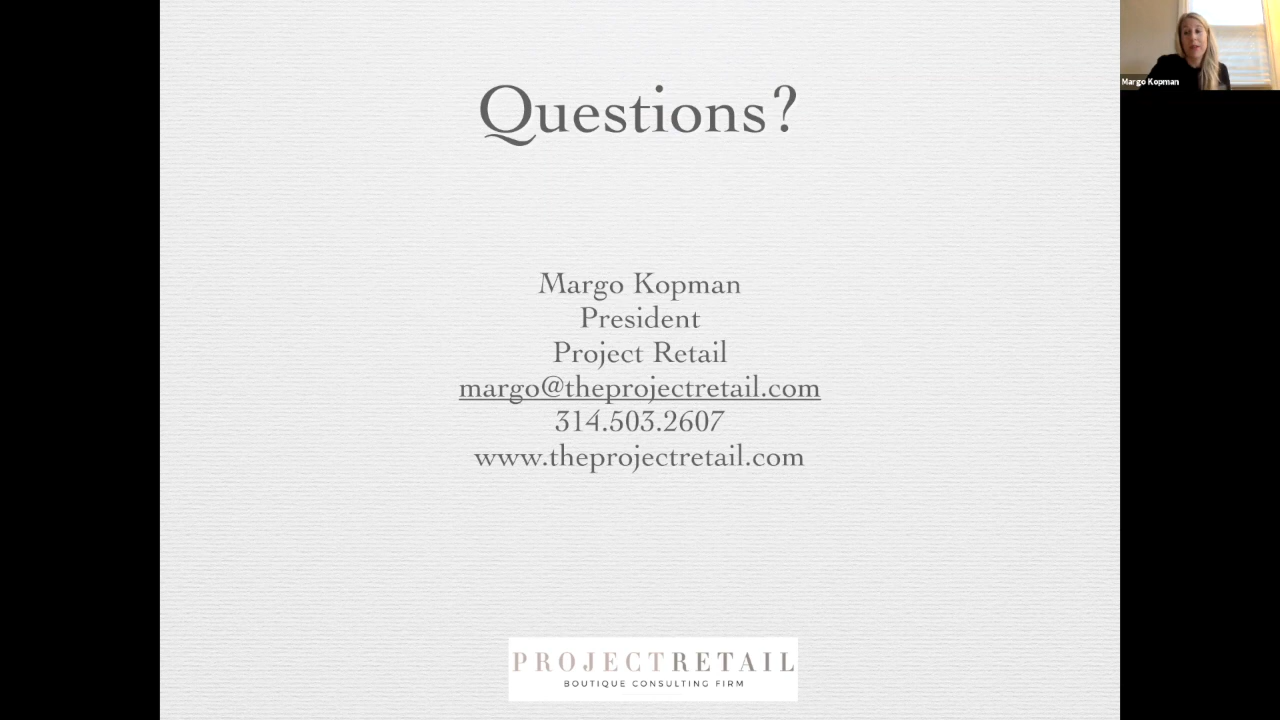 Questions?
Margo Kopman
Margo Kopman
President
Project Retail
margo@theprojectretail.com
314.503.2607
www.theprojectretail.com
PROJECTRETAIL
BOUTIQUE CONSULTING FIRM